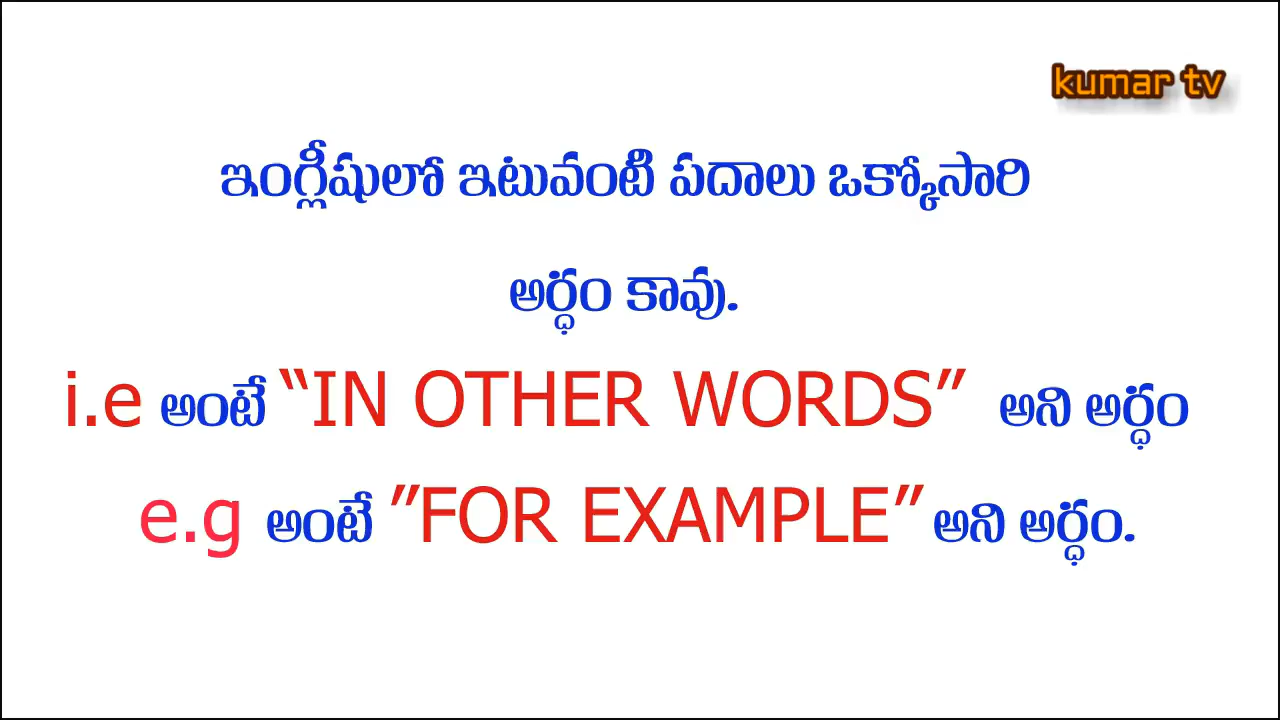 kumar tv
ఇంగ్లీషులో ఇటువంటి పదాలు ఒక్కోసారి
అర్ధం కావు.
i.e అంటే “IN OTHER WORDS” అని అర్ధం
e.g అంటే ”FOR EXAMPLE” అని అర్ధం.